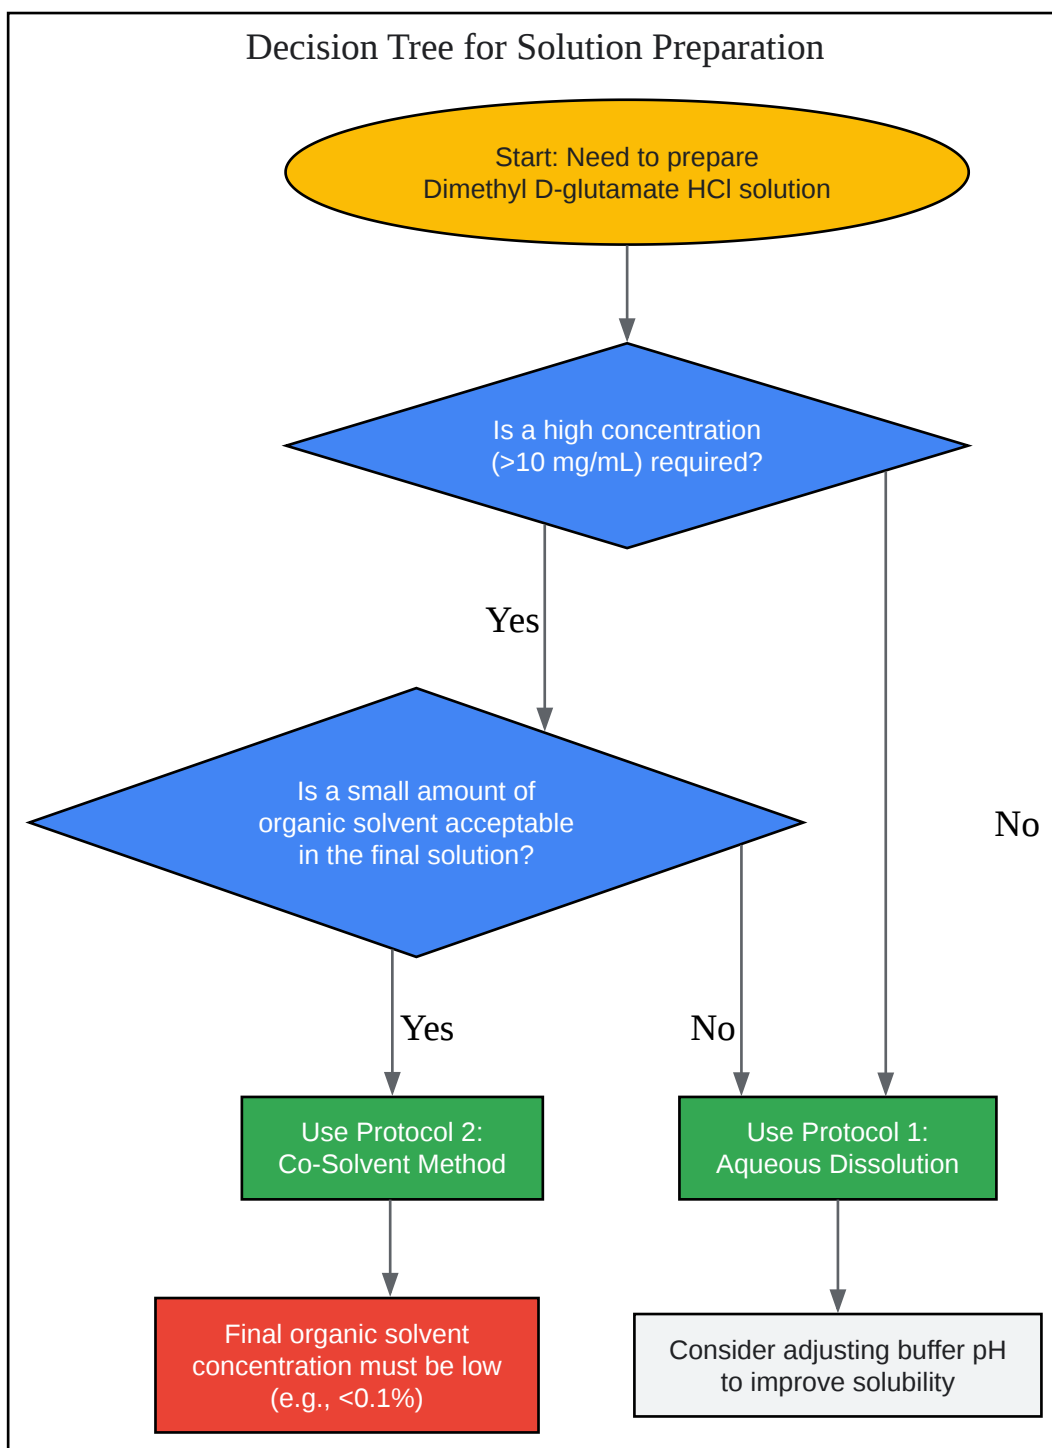 Decision Tree for Solution Preparation
Start: Need to prepare
Dimethyl D-glutamate HCl solution
Is a high concentration
(>10 mg/mL) required?
Yes
Is a small amount of
organic solvent acceptable
in the final solution?
No
Yes
No
Use Protocol 2:
Co-Solvent Method
Use Protocol 1:
Aqueous Dissolution
Final organic solvent
concentration must be low
(e.g., <0.1%)
Consider adjusting buffer pH
to improve solubility